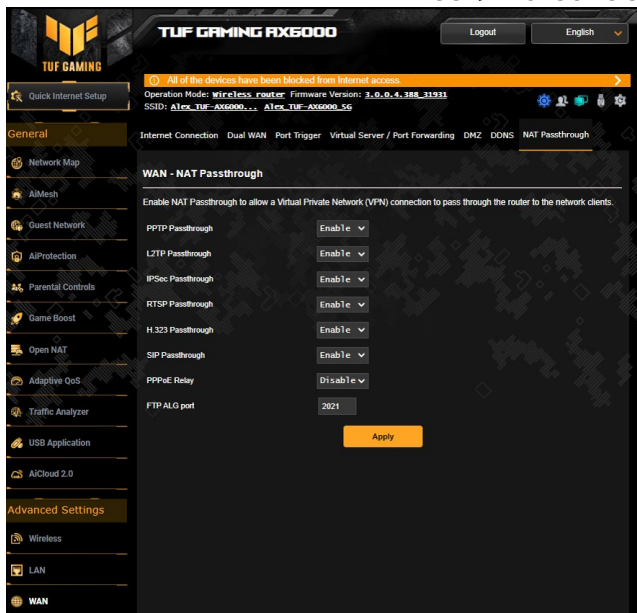 TUF GAMING
TUF GAMING AX6000
Logout
English
All of the devices have been blocked from Internet access.
Quick Internet Setup
Operation Mode: Wireless router Firmware Version: 3.0.0.4.388_31931
SSID: Alex_TUF-AX6000... Alex_TUF-AX6000_5G
General
Internet Connection Dual WAN Port Trigger Virtual Server / Port Forwarding DMZ DDNS NAT Passthrough
Network Map
AiMesh
Guest Network
AiProtection
Parental Controls
Game Boost
Open NAT
Adaptive QoS
Traffic Analyzer
USB Application
AiCloud 2.0
Advanced Settings
Wireless
LAN
WAN
WAN - NAT Passthrough
Enable NAT Passthrough to allow a Virtual Private Network (VPN) connection to pass through the router to the network clients.
PPTP Passthrough Enable
L2TP Passthrough Enable
IPSec Passthrough Enable
RTSP Passthrough Enable
H.323 Passthrough Enable
SIP Passthrough Enable
PPPoE Relay Disable
FTP ALG port 2021
Apply